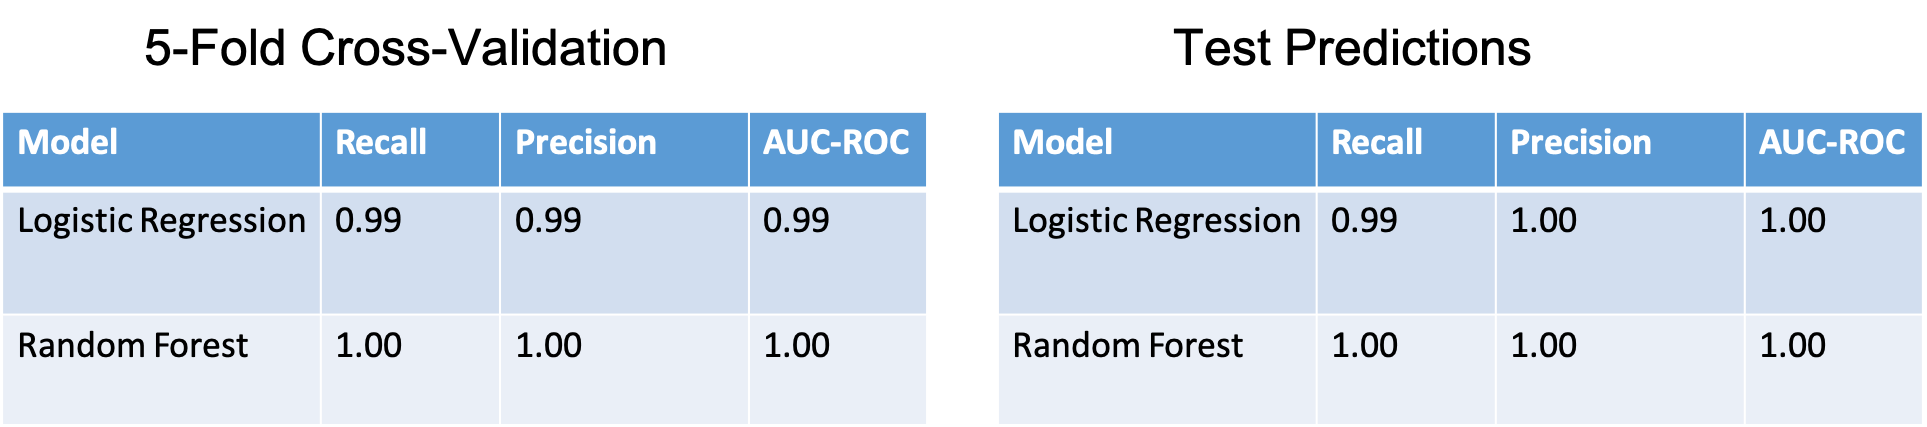 5-Fold Cross-Validation
Model Recall Precision AUC-ROC
Logistic Regression 0.99 0.99 0.99
Random Forest 1.00 1.00 1.00
Test Predictions
Model Recall Precision AUC-ROC
Logistic Regression 0.99 1.00 1.00
Random Forest 1.00 1.00 1.00